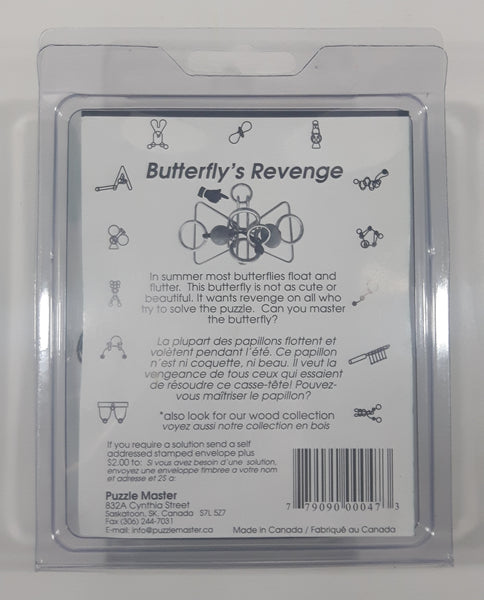 Butterfly's Revenge
In summer most butterflies float and
flutter. This butterfly is not as cute or
beautiful. It wants revenge on all who
try to solve the puzzle. Can you master
the butterfly?
La plupart des papillons flottent et
volètent pendant l'été. Ce papillon
n'est ni coquette, ni beau. Il veut la
vengeance de tous ceux qui essaient
de résoudre ce casse-tête! Pouvez-
vous maîtriser le papillon?
*also look for our wood collection
voyez aussi notre collection en bois
If you require a solution send a self
addressed stamped envelope plus
$2.00 to: Si vous avez besoin d'une solution,
envoyez une enveloppe timbree a votre nom
et adresse et 2$ a:
Puzzle Master
832A Cynthia Street
Saskatoon, SK, Canada S7L 5Z7
Fax (306) 244-7031
E-mail: info@puzzlemaster.ca
7 79090 00047 3
Made in Canada / Fabriqué au Canada